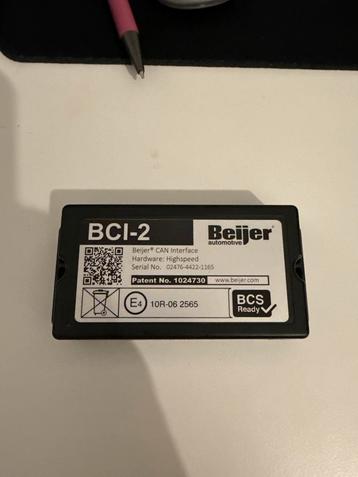 BCI-2
Beijer
automotive
Beijer® CAN Interface
Hardware: Highspeed
Serial No. 02476-4422-1165
Patent No. 1024730
www.beijer.com
E4
10R-06 2565
BCS
Ready